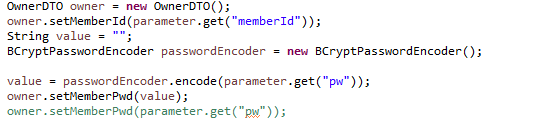 OwnerDTO owner = new OwnerDTO();
owner.setMemberId(parameter.get("memberId"));
String value = "";
BCryptPasswordEncoder passwordEncoder = new BCryptPasswordEncoder();
value = passwordEncoder.encode(parameter.get("pw"));
owner.setMemberPwd(value);
owner.setMemberPwd(parameter.get("pw"));